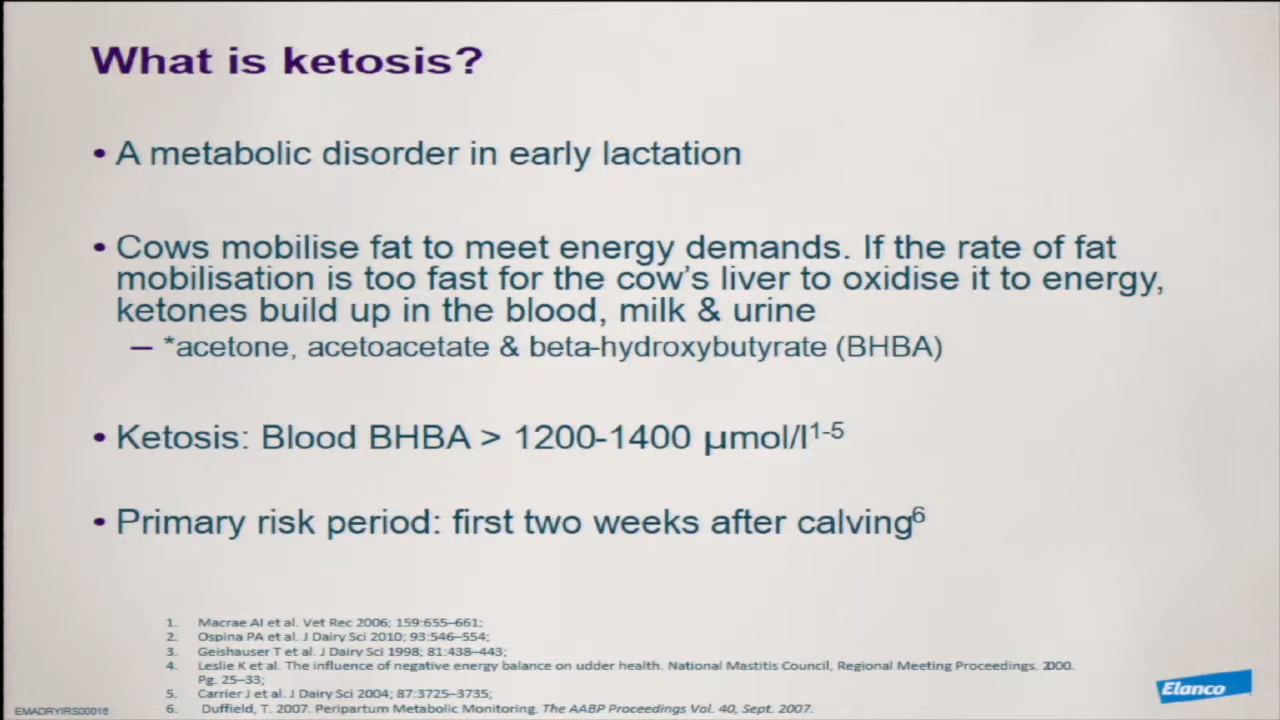 What is ketosis?
• A metabolic disorder in early lactation
• Cows mobilise fat to meet energy demands. If the rate of fat
mobilisation is too fast for the cow's liver to oxidise it to energy,
ketones build up in the blood, milk & urine
– *acetone, acetoacetate & beta-hydroxybutyrate (BHBA)
• Ketosis: Blood BHBA > 1200-1400 µmol/l1-5
• Primary risk period: first two weeks after calving6
1. Macrae AI et al. Vet Rec 2006; 159:655–661;
2. Ospina PA et al. J Dairy Sci 2010; 93:546–554;
3. Geishauser T et al. J Dairy Sci 1998; 81:438–443;
4. Leslie K et al. The influence of negative energy balance on udder health. National Mastitis Council, Regional Meeting Proceedings. 2000.
Pg. 25–33;
5. Carrier J et al. J Dairy Sci 2004; 87:3725–3735;
6. Duffield, T. 2007. Peripartum Metabolic Monitoring. The AABP Proceedings Vol. 40, Sept. 2007.
Elanco
EMADRYIRS00016